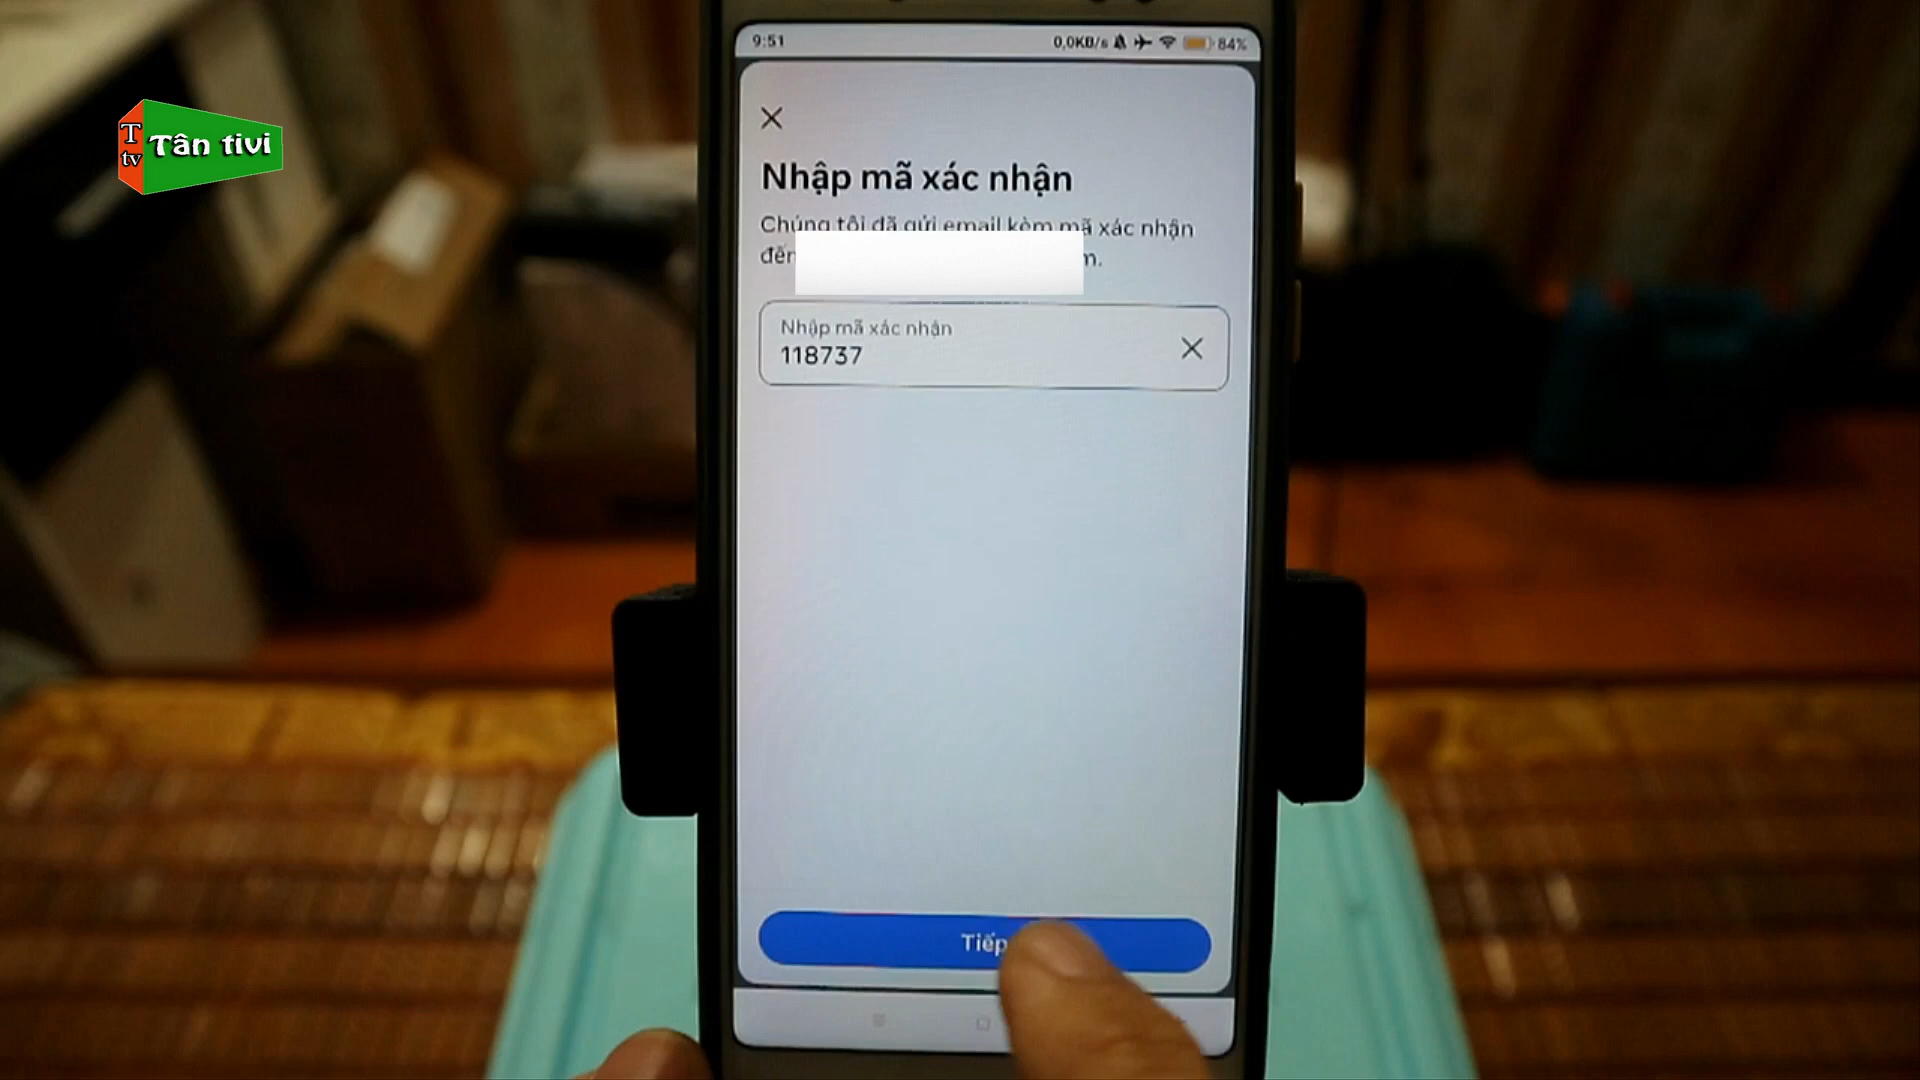 9:51
0,0KB/s
84%
T
tv
Tân tivi
Nhập mã xác nhận
Chúng tôi đã gửi email kèm mã xác nhận
m.
Nhập mã xác nhận
118737
Tiếp